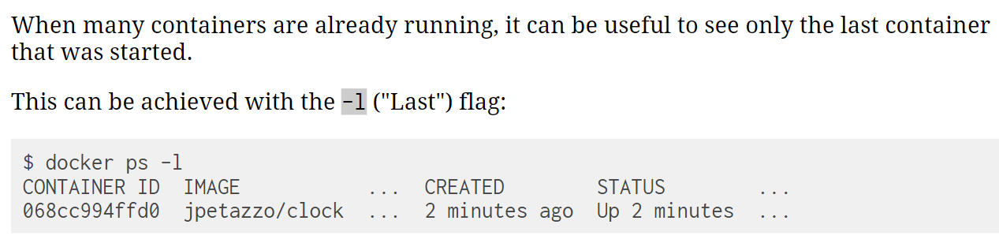 When many containers are already running, it can be useful to see only the last container
that was started.
This can be achieved with the -l ("Last") flag:
$ docker ps -l
CONTAINER ID  IMAGE           ...  CREATED        STATUS        ...
068cc994ffd0  jpetazzo/clock  ...  2 minutes ago  Up 2 minutes  ...